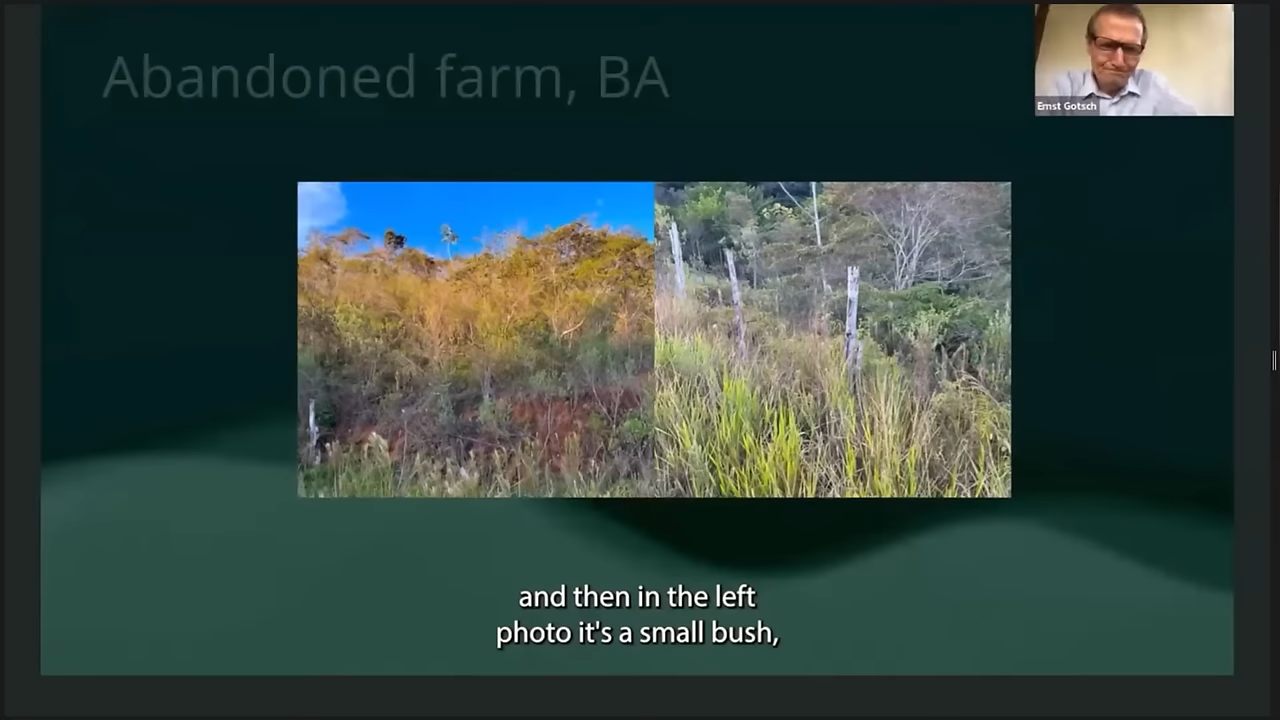 Abandoned farm, BA
Ernst Gotsch
and then in the left
photo it's a small bush,